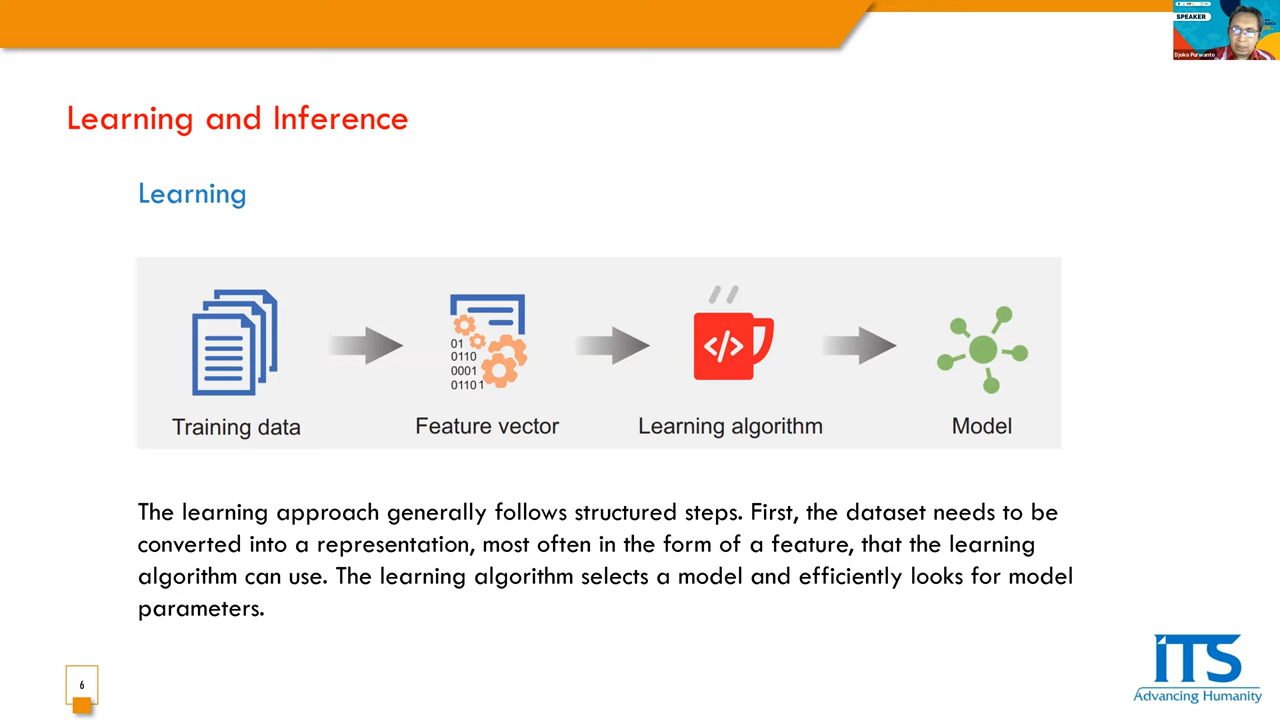 SPEAKER
Djoko Purwanto
Learning and Inference
Learning
01
0110
0001
01101
</>
Training data
Feature vector
Learning algorithm
Model
The learning approach generally follows structured steps. First, the dataset needs to be
converted into a representation, most often in the form of a feature, that the learning
algorithm can use. The learning algorithm selects a model and efficiently looks for model
parameters.
6
ITS
Advancing Humanity